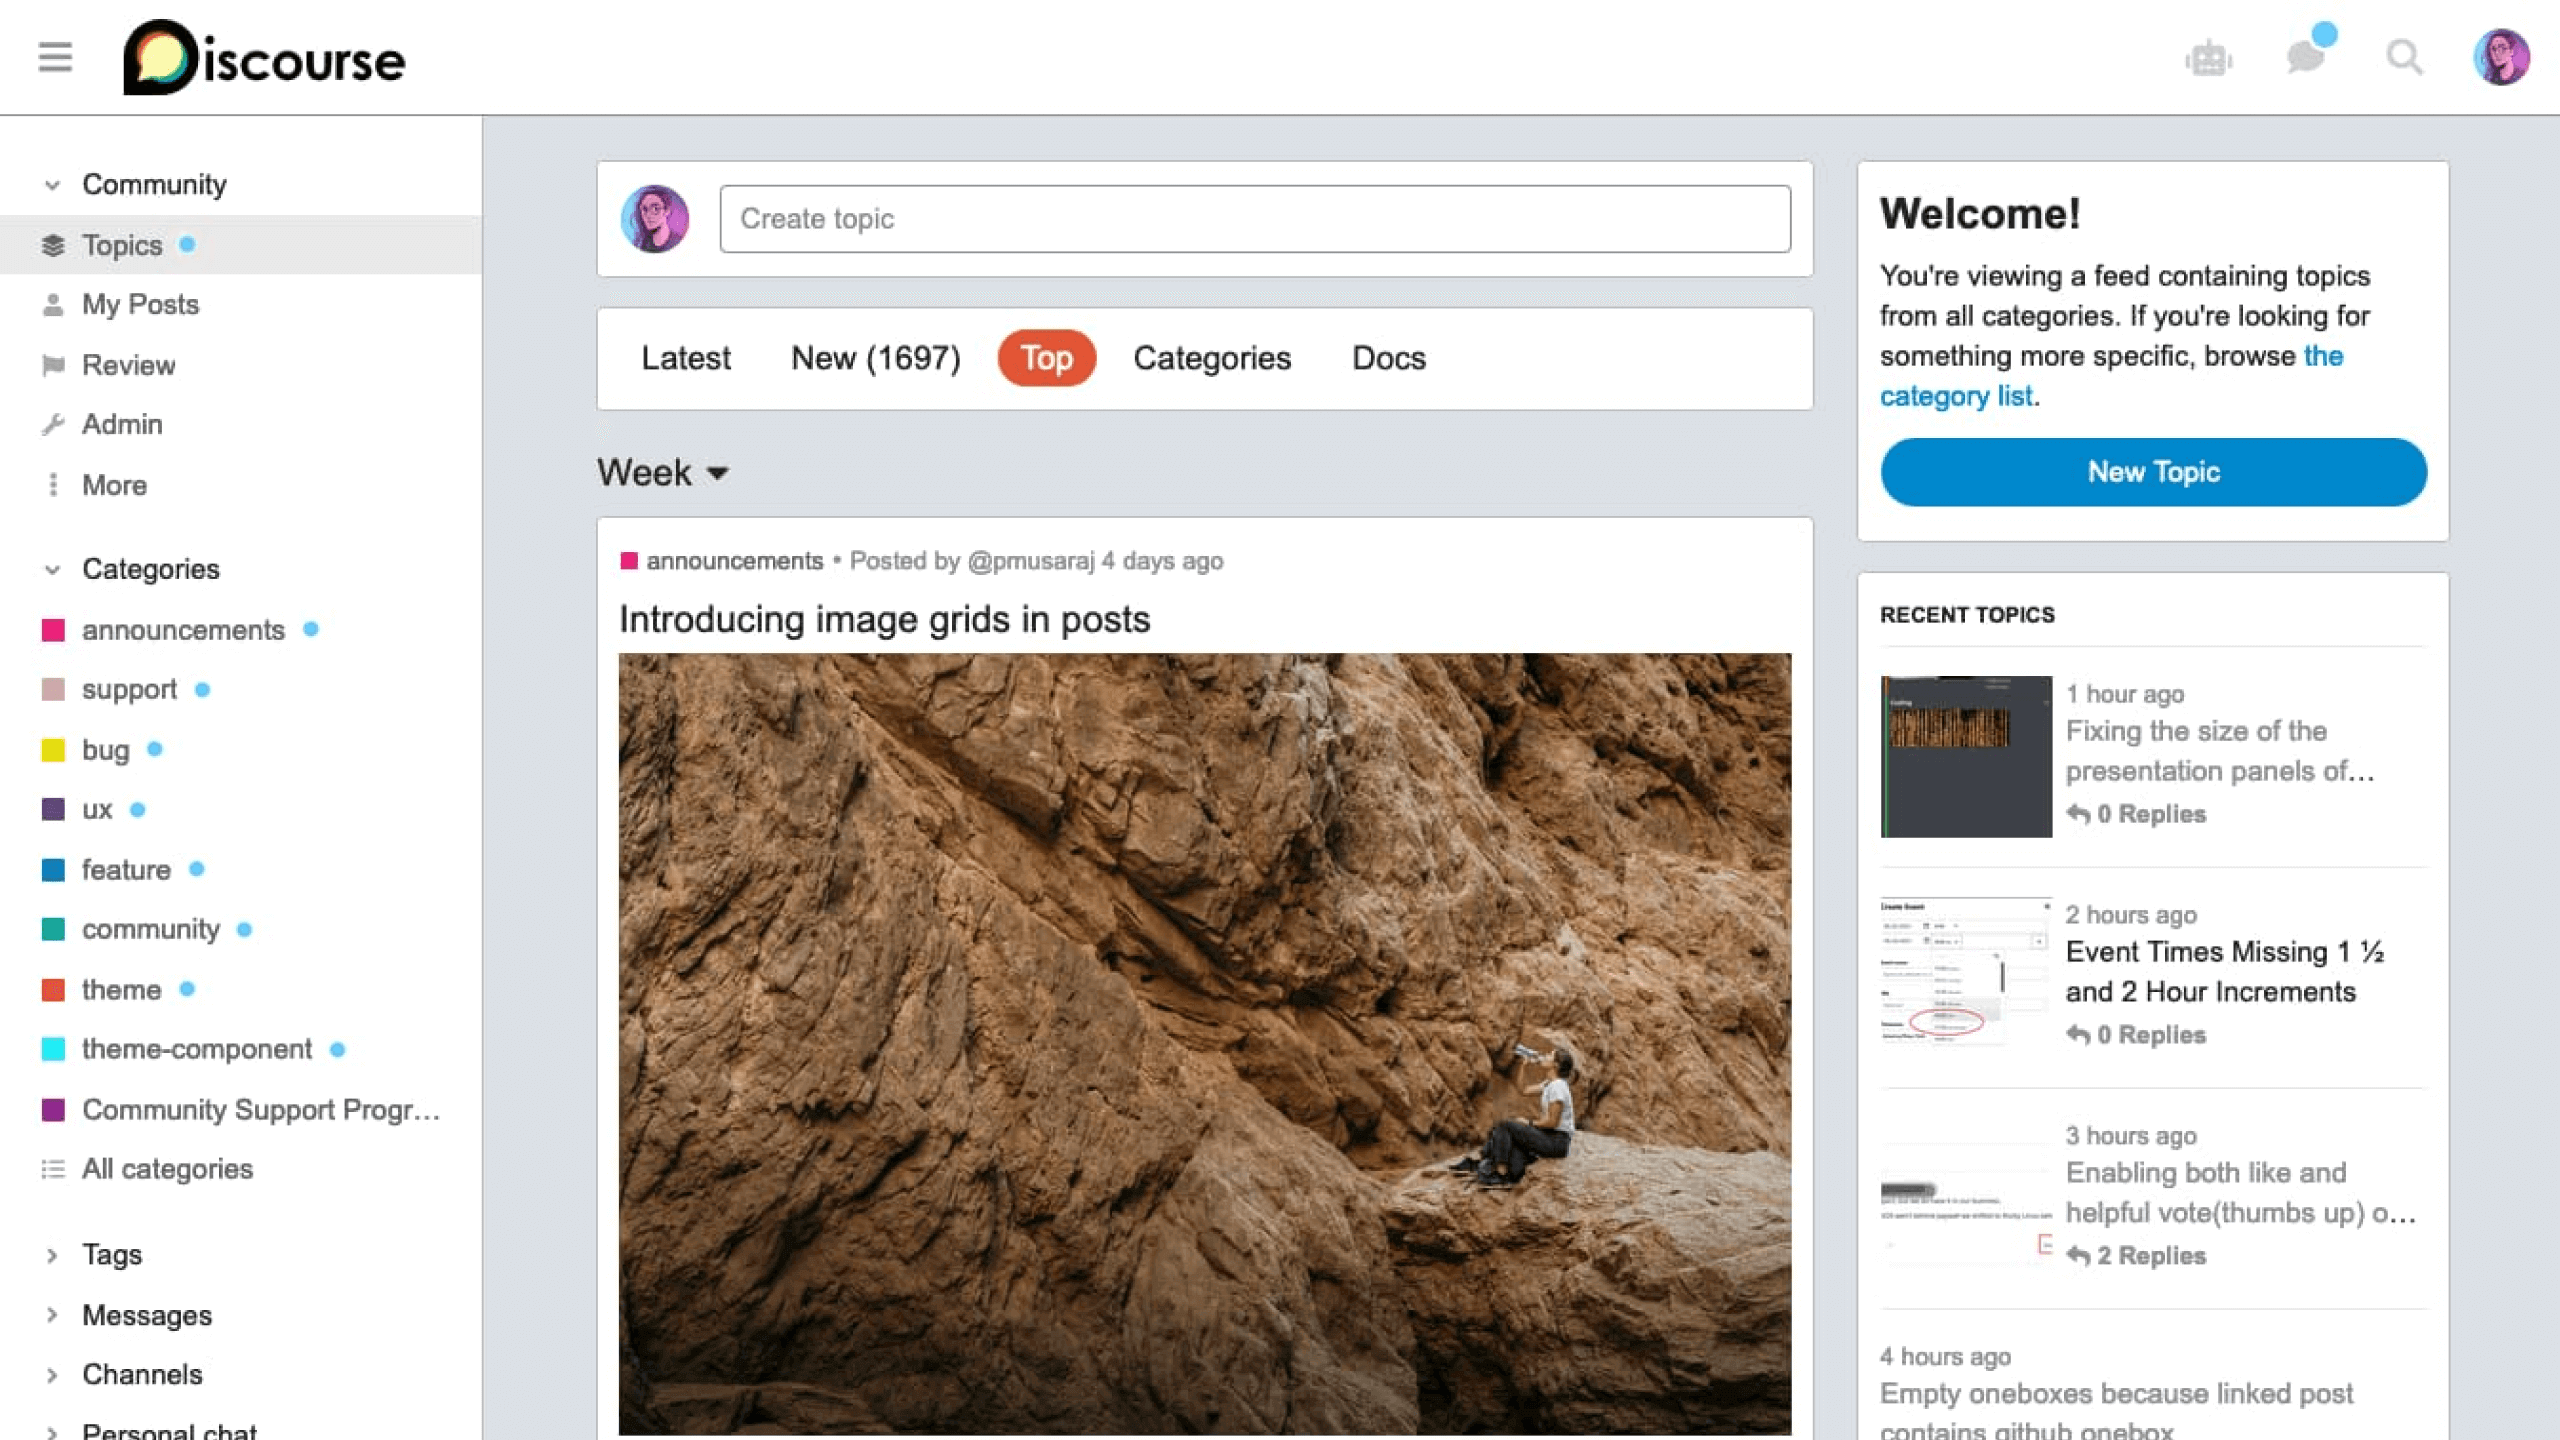 Discourse
Community
Topics
My Posts
Review
Admin
More
Categories
announcements
support
bug
ux
feature
community
theme
theme-component
Community Support Progr...
All categories
Tags
Messages
Channels
Personal chat
Create topic
Latest
New (1697)
Top
Categories
Docs
Week
announcements • Posted by @pmusaraj 4 days ago
Introducing image grids in posts
Welcome!
You're viewing a feed containing topics
from all categories. If you're looking for
something more specific, browse the
category list.
New Topic
RECENT TOPICS
1 hour ago
Fixing the size of the
presentation panels of...
0 Replies
Create Event
2 hours ago
Event Times Missing 1 ½
and 2 Hour Increments
0 Replies
3 hours ago
Enabling both like and
helpful vote(thumbs up) o...
2 Replies
4 hours ago
Empty oneboxes because linked post
contains github onebox